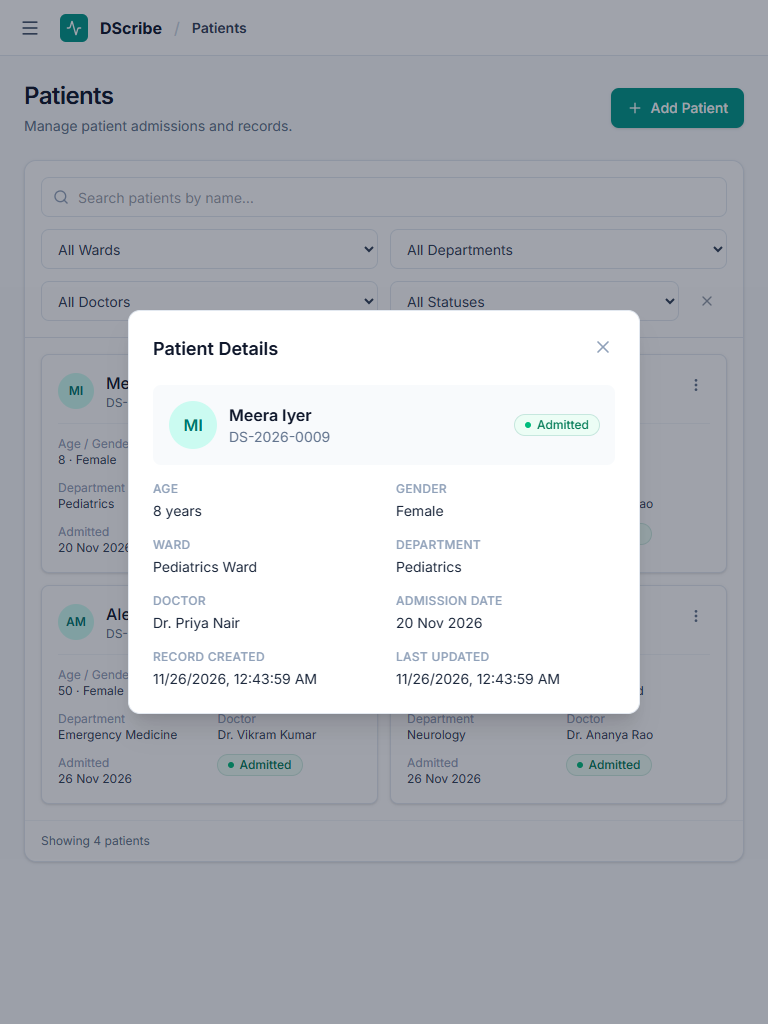 DScribe / Patients
Patients
Manage patient admissions and records.
Add Patient
Search patients by name...
All Wards
All Departments
All Doctors
All Statuses
Patient Details
MI
Meera Iyer
DS-2026-0009
Admitted
AGE
8 years
GENDER
Female
WARD
Pediatrics Ward
DEPARTMENT
Pediatrics
DOCTOR
Dr. Priya Nair
ADMISSION DATE
20 Nov 2026
RECORD CREATED
11/26/2026, 12:43:59 AM
LAST UPDATED
11/26/2026, 12:43:59 AM
MI
Me
DS-
Age / Gende
8 · Female
Department
Pediatrics
Admitted
20 Nov 2026
ao
AM
Ale
DS-
Age / Gende
50 · Female
Department
Emergency Medicine
Doctor
Dr. Vikram Kumar
Admitted
26 Nov 2026
Admitted
d
Department
Neurology
Doctor
Dr. Ananya Rao
Admitted
26 Nov 2026
Admitted
Showing 4 patients